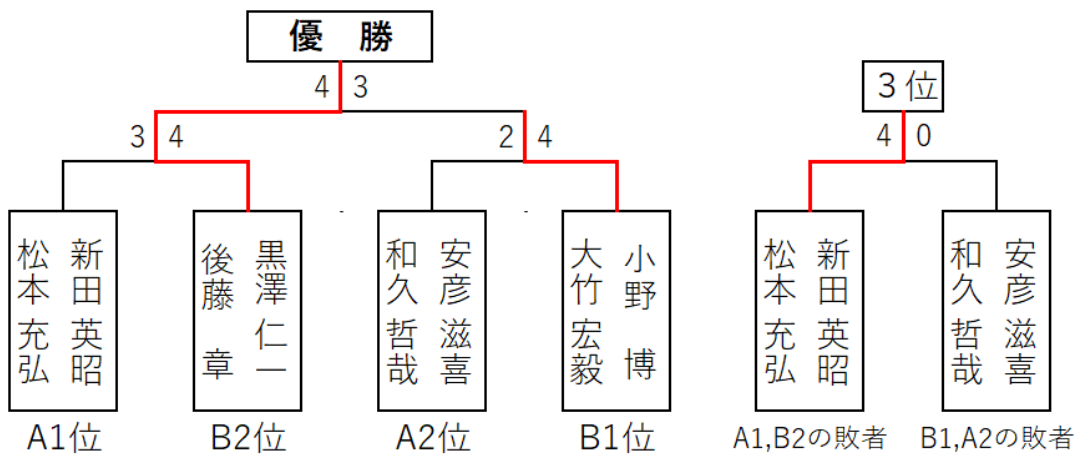 優 勝
4 3
3位
3 4
2 4
4 0
新田 英昭
松本 充弘
黒澤 仁一
後藤 章
安彦 滋喜
和久 哲哉
小野 博
大竹 宏毅
新田 英昭
松本 充弘
安彦 滋喜
和久 哲哉
A1位
B2位
A2位
B1位
A1,B2の敗者
B1,A2の敗者